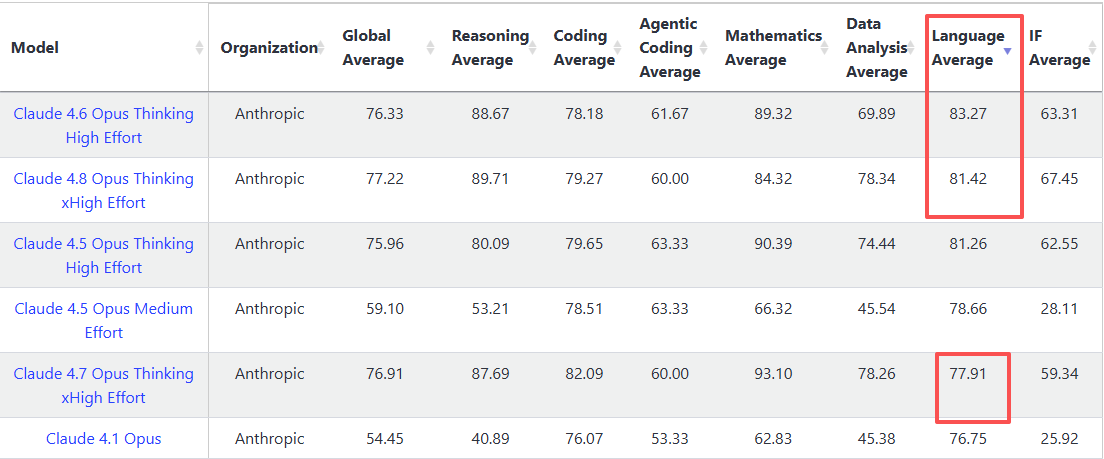 Model Organization Global Average Reasoning Average Coding Average Agentic Coding Average Mathematics Average Data Analysis Average Language Average IF Average
Claude 4.6 Opus Thinking High Effort Anthropic 76.33 88.67 78.18 61.67 89.32 69.89 83.27 63.31
Claude 4.8 Opus Thinking xHigh Effort Anthropic 77.22 89.71 79.27 60.00 84.32 78.34 81.42 67.45
Claude 4.5 Opus Thinking High Effort Anthropic 75.96 80.09 79.65 63.33 90.39 74.44 81.26 62.55
Claude 4.5 Opus Medium Effort Anthropic 59.10 53.21 78.51 63.33 66.32 45.54 78.66 28.11
Claude 4.7 Opus Thinking xHigh Effort Anthropic 76.91 87.69 82.09 60.00 93.10 78.26 77.91 59.34
Claude 4.1 Opus Anthropic 54.45 40.89 76.07 53.33 62.83 45.38 76.75 25.92